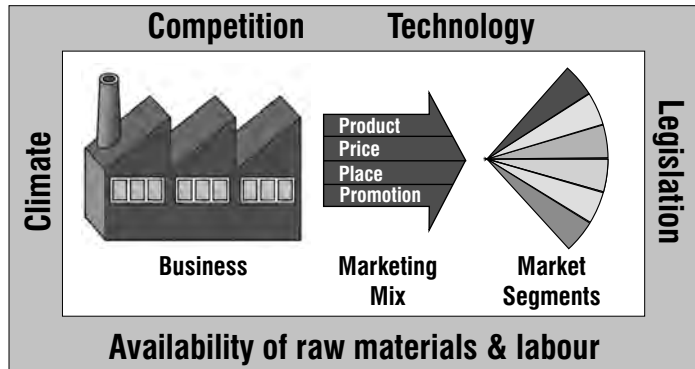 Competition Technology
Climate
Legislation
Product
Price
Place
Promotion
Business
Marketing
Mix
Market
Segments
Availability of raw materials & labour